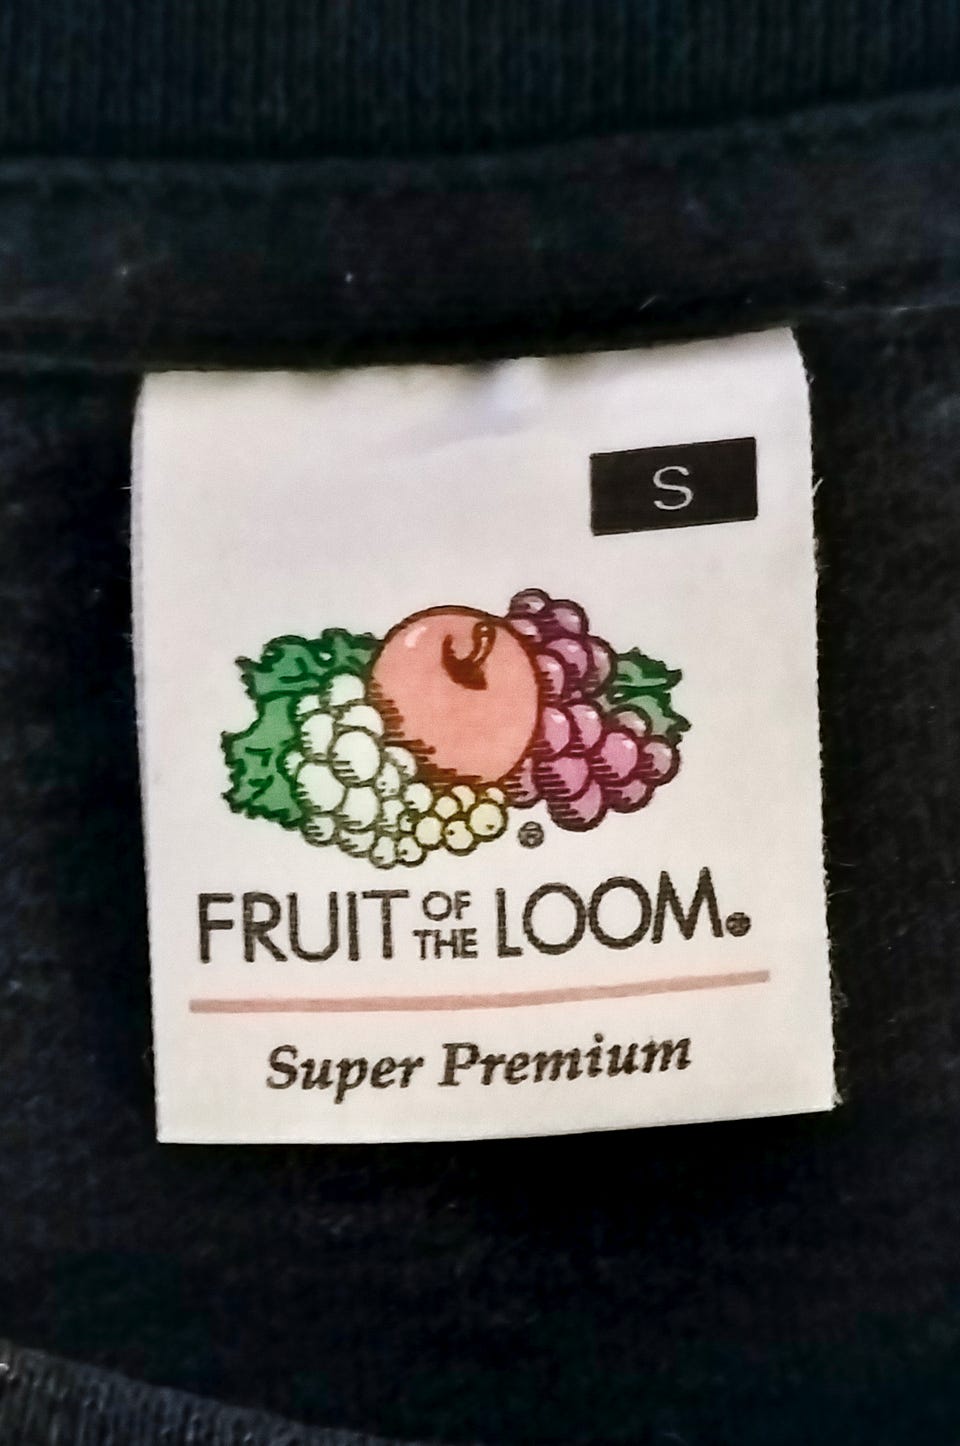 S
®
FRUIT OF THE LOOM®
Super Premium